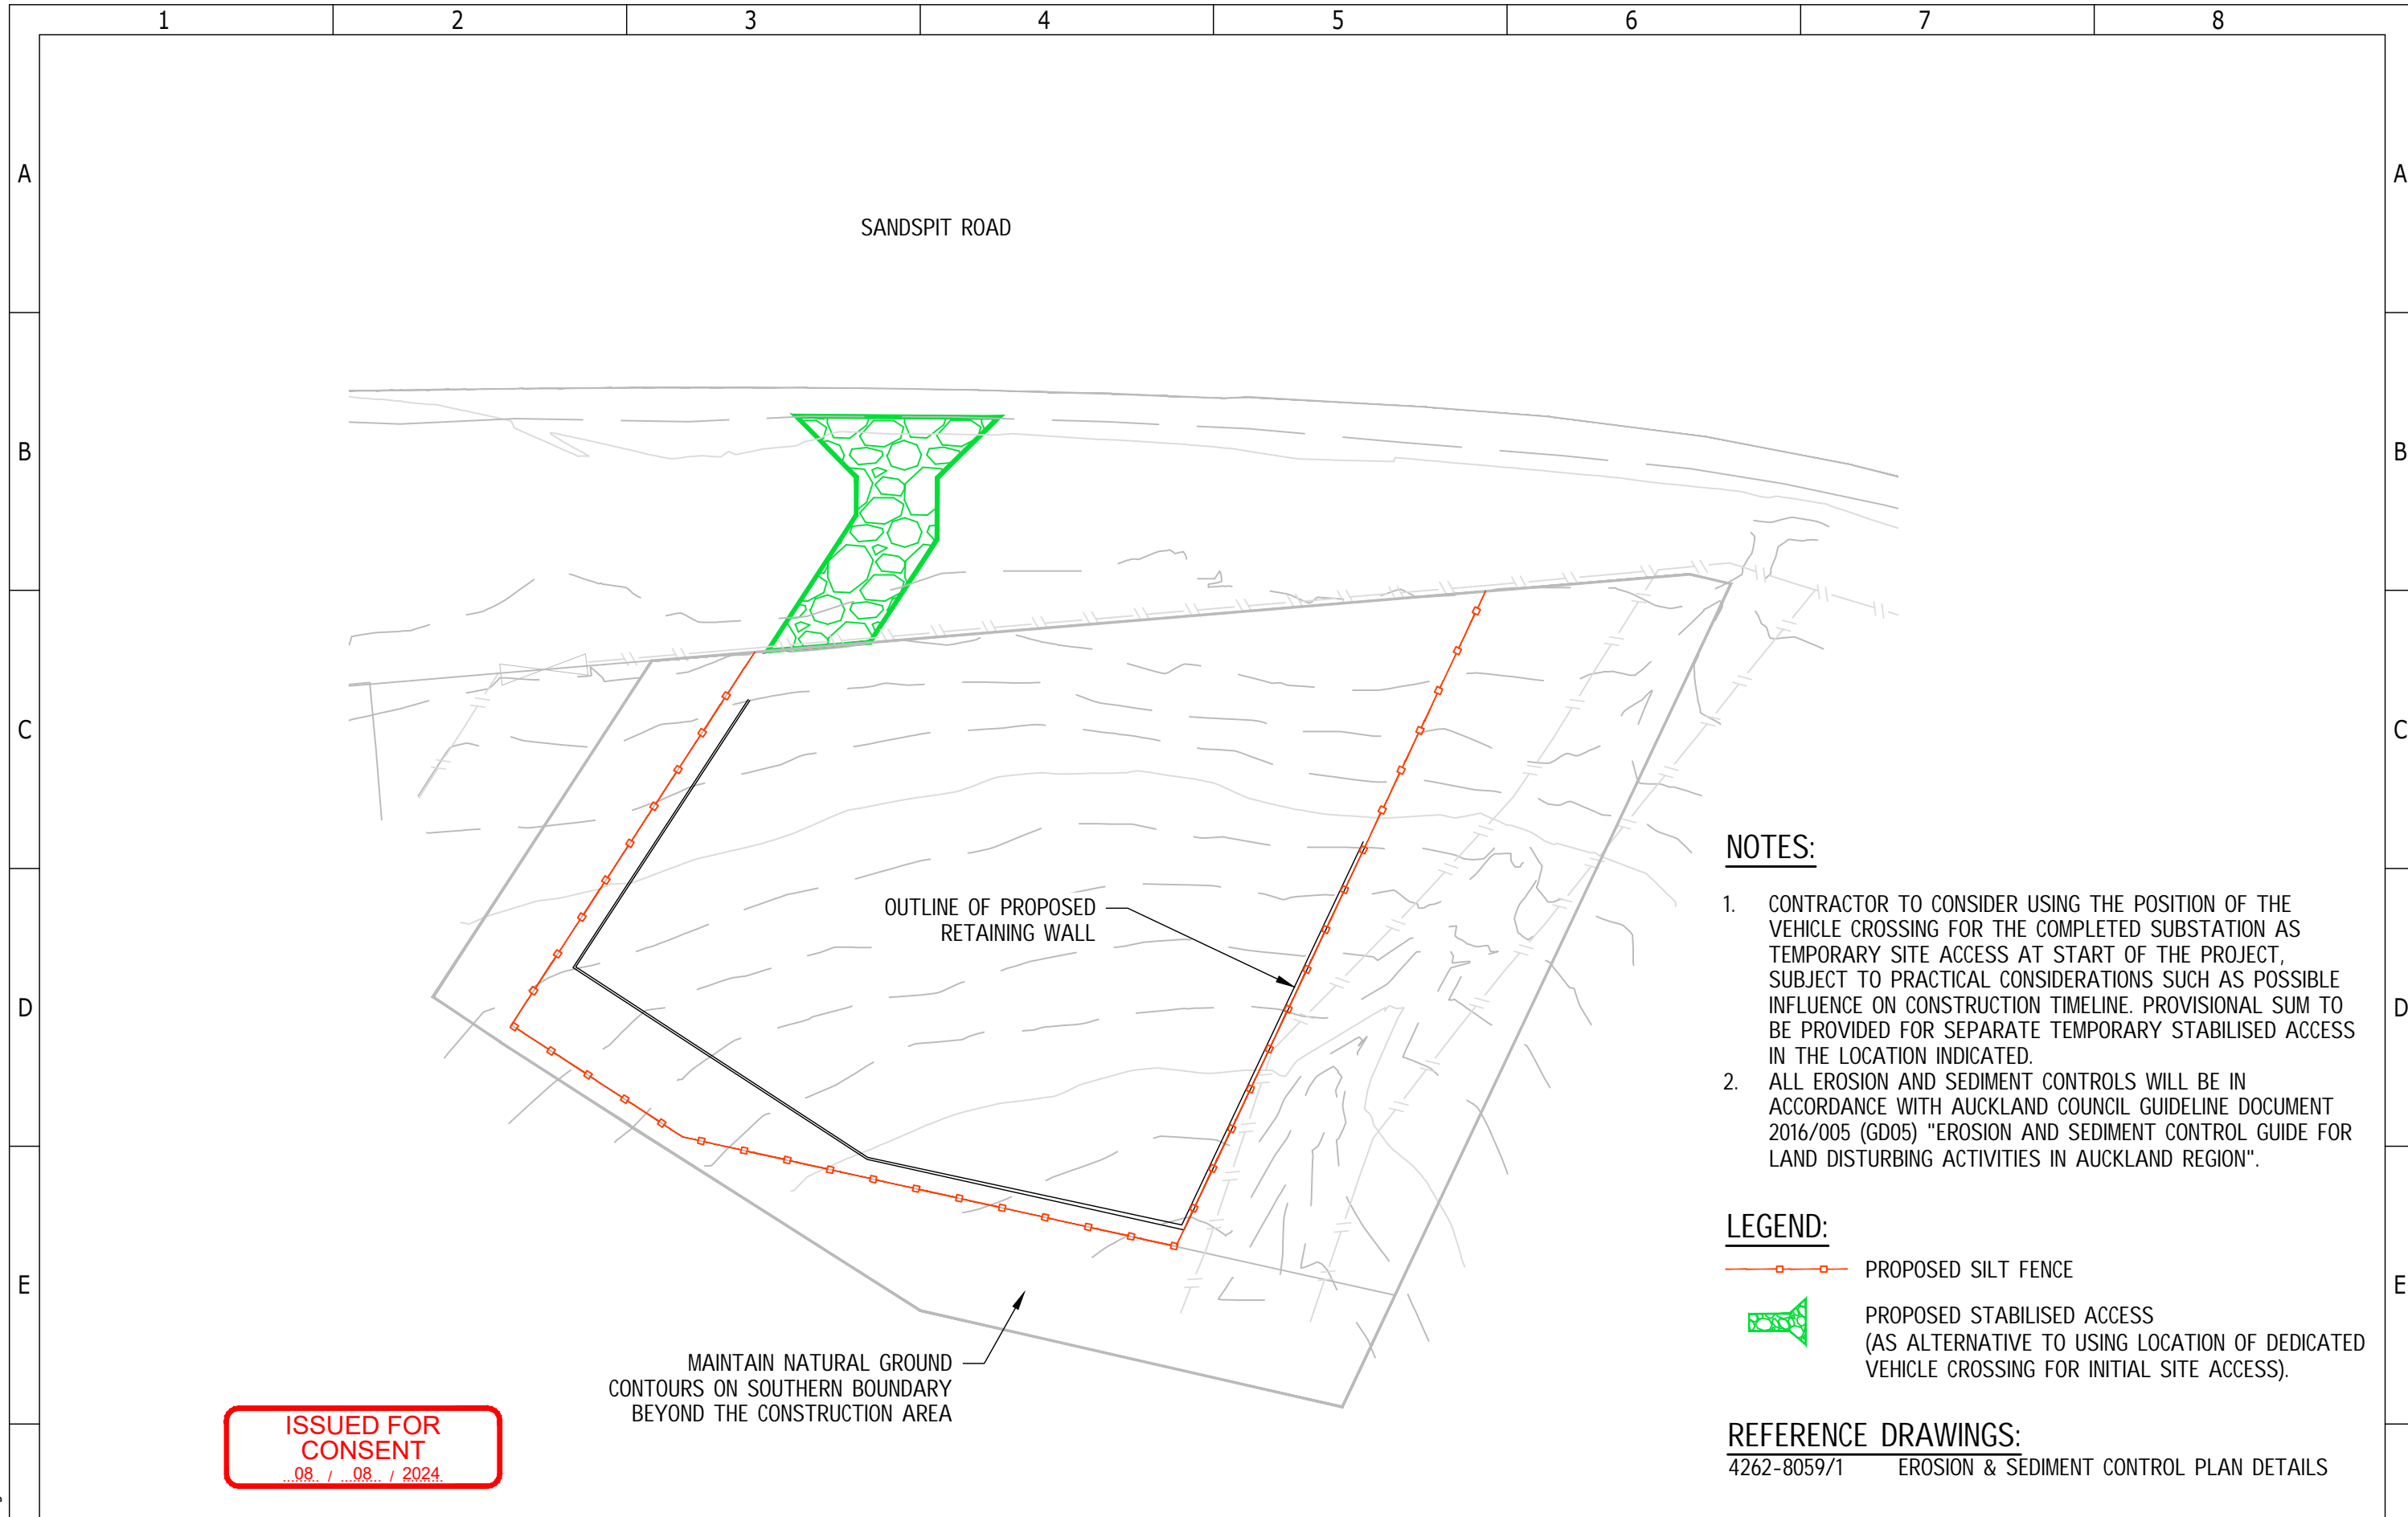 1 2 3 4 5 6 7 8
A A
SANDSPIT ROAD
B B
C C
NOTES:
1. CONTRACTOR TO CONSIDER USING THE POSITION OF THE
VEHICLE CROSSING FOR THE COMPLETED SUBSTATION AS
TEMPORARY SITE ACCESS AT START OF THE PROJECT,
SUBJECT TO PRACTICAL CONSIDERATIONS SUCH AS POSSIBLE
INFLUENCE ON CONSTRUCTION TIMELINE. PROVISIONAL SUM TO
BE PROVIDED FOR SEPARATE TEMPORARY STABILISED ACCESS
IN THE LOCATION INDICATED.
2. ALL EROSION AND SEDIMENT CONTROLS WILL BE IN
ACCORDANCE WITH AUCKLAND COUNCIL GUIDELINE DOCUMENT
2016/005 (GD05) "EROSION AND SEDIMENT CONTROL GUIDE FOR
LAND DISTURBING ACTIVITIES IN AUCKLAND REGION".
OUTLINE OF PROPOSED
RETAINING WALL
D D
LEGEND:
PROPOSED SILT FENCE
PROPOSED STABILISED ACCESS
(AS ALTERNATIVE TO USING LOCATION OF DEDICATED
VEHICLE CROSSING FOR INITIAL SITE ACCESS).
E E
MAINTAIN NATURAL GROUND
CONTOURS ON SOUTHERN BOUNDARY
BEYOND THE CONSTRUCTION AREA
ISSUED FOR
CONSENT
08 / 08 / 2024
REFERENCE DRAWINGS:
4262-8059/1 EROSION & SEDIMENT CONTROL PLAN DETAILS